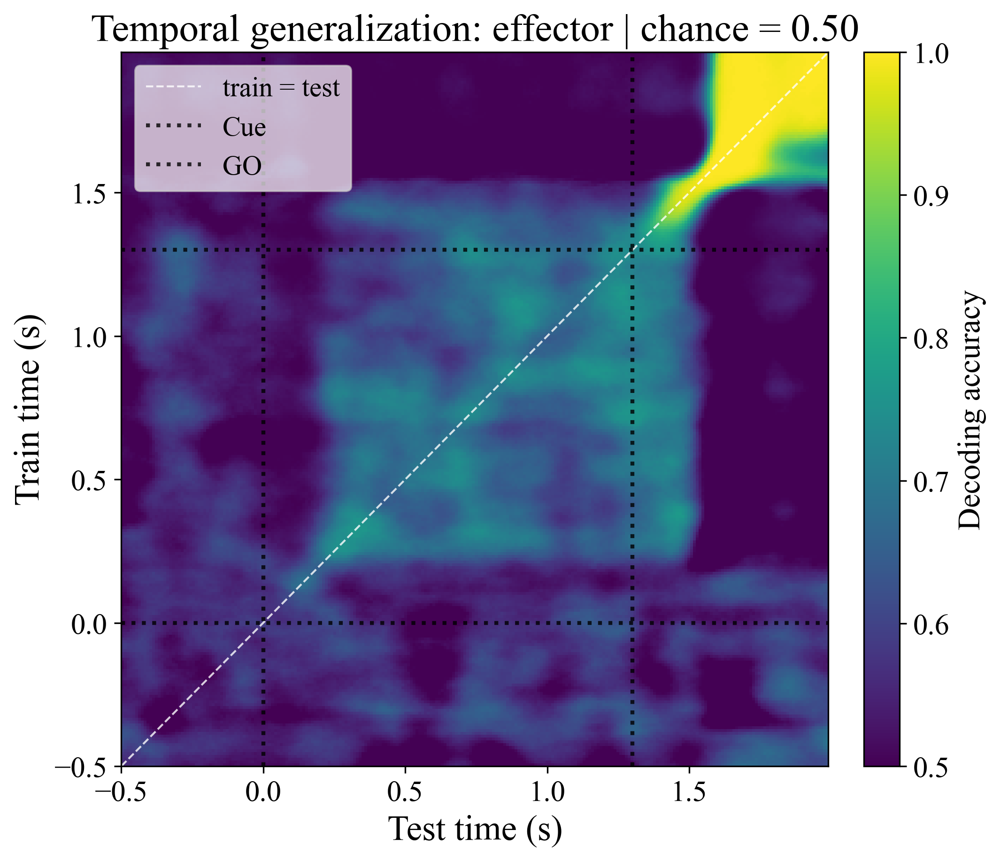 Temporal generalization: effector | chance = 0.50
train = test
Cue
GO
Train time (s)
1.5
1.0
0.5
0.0
−0.5
−0.5
0.0
0.5
1.0
1.5
Test time (s)
1.0
0.9
0.8
0.7
0.6
0.5
Decoding accuracy